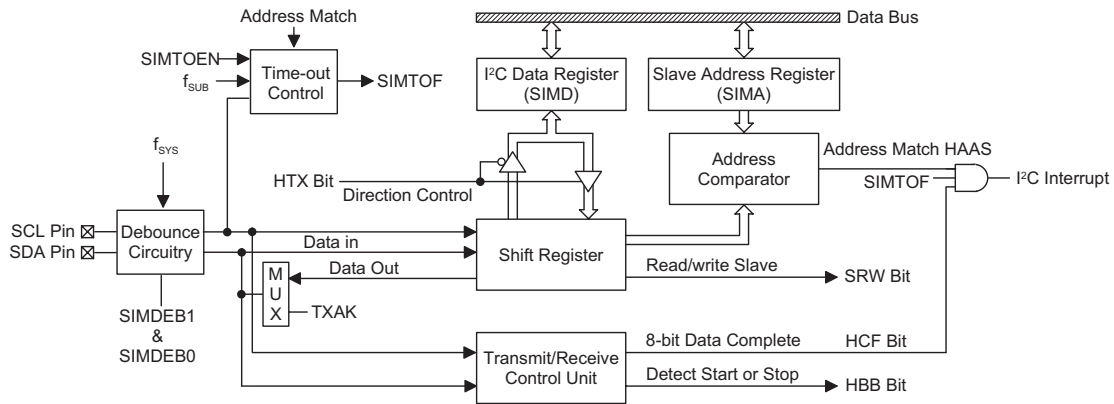 Data Bus
Address Match
SIMTOEN
fSUB
Time-out
Control
SIMTOF
I²C Data Register
(SIMD)
Slave Address Register
(SIMA)
fSYS
HTX Bit
Direction Control
Address
Comparator
Address Match HAAS
SIMTOF
I²C Interrupt
SCL Pin
SDA Pin
Debounce
Circuitry
Data in
Shift Register
Data Out
M
U
X
TXAK
Read/write Slave
SRW Bit
SIMDEB1
&
SIMDEB0
Transmit/Receive
Control Unit
8-bit Data Complete
HCF Bit
Detect Start or Stop
HBB Bit